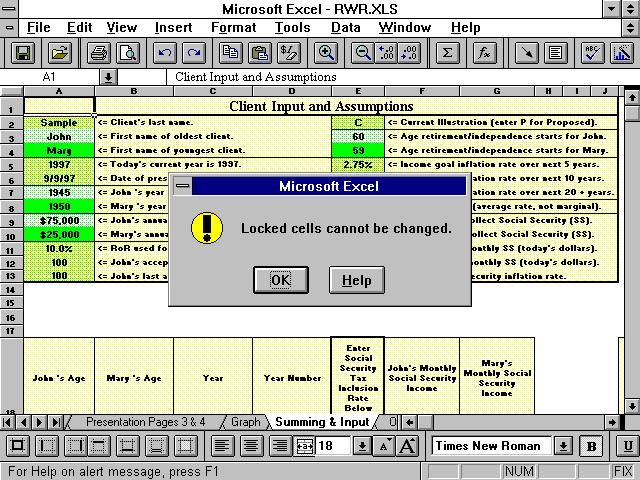 Microsoft Excel - RWR.XLS
File Edit View Insert Format Tools Data Window Help
A1 Client Input and Assumptions
A B C D E F G H I J
1 Client Input and Assumptions
2 Sample <= Client's last name. C <= Current Illustration (enter P for Proposed).
3 John <= First name of oldest client. 60 <= Age retirement/independence starts for John.
4 Mary <= First name of youngest client. 59 <= Age retirement/independence starts for Mary.
5 1997 <= Today's current year is 1997. 2.75% <= Income goal inflation rate over next 5 years.
6 9/9/97 <= Date of pres lation rate over next 10 years.
7 1945 <= John 's year lation rate over next 20 + years.
8 1950 <= Mary 's year (average rate, not marginal).
9 $75,000 <= John's annua llect Social Security (SS).
10 $25,000 <= Mary's annua ollect Social Security (SS).
11 10.0% <= RoR used fo onthly SS (today's dollars).
12 100 <= John's accep onthly SS (today's dollars).
13 100 <= John's last a ecurity inflation rate.
14
15
16
17
Microsoft Excel
Locked cells cannot be changed.
OK Help
18 John 's Age Mary 's Age Year Year Number Enter Social Security Tax Inclusion Rate Below John's Monthly Social Security Income Mary's Monthly Social Security Income
Presentation Pages 3 & 4 Graph Summing & Input
18 A A Times New Roman B U
For Help on alert message, press F1 NUM FIX